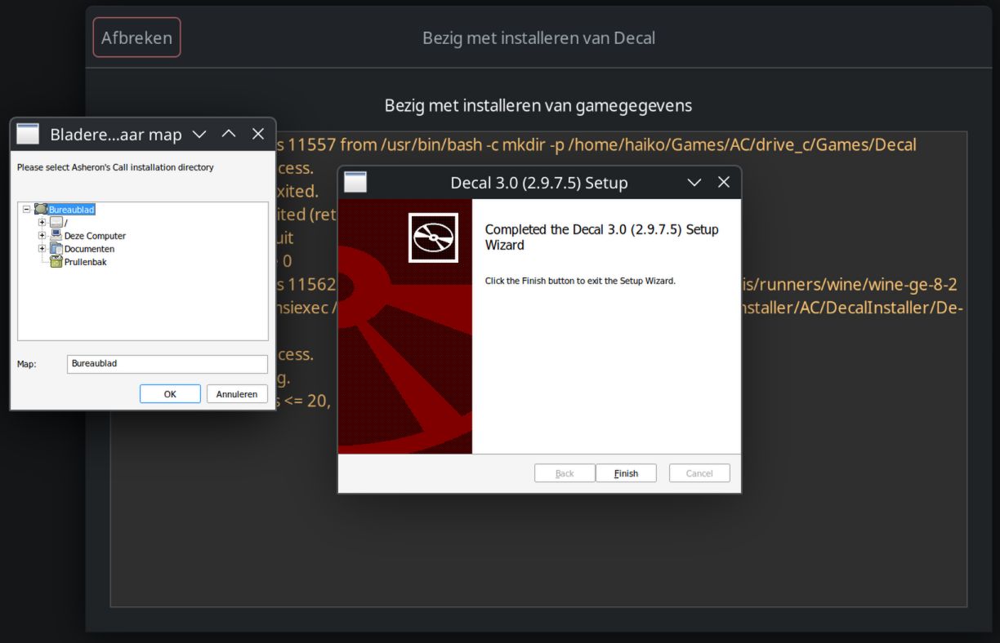 Afbreken
Bezig met installeren van Decal
Bezig met installeren van gamegegevens
s 11557 from /usr/bin/bash -c mkdir -p /home/haiko/Games/AC/drive_c/Games/Decal
cess.
xited.
ited (ret
uit
0
s 11562
is/runners/wine/wine-ge-8-2
nsiexec /
nstaller/AC/DecalInstaller/De-
cess.
g.
s <= 20,
Bladere...aar map
Please select Asheron's Call installation directory
Bureaublad
/
Deze Computer
Documenten
Prullenbak
Map:
Bureaublad
OK
Annuleren
Decal 3.0 (2.9.7.5) Setup
Completed the Decal 3.0 (2.9.7.5) Setup
Wizard
Click the Finish button to exit the Setup Wizard.
Back
Finish
Cancel